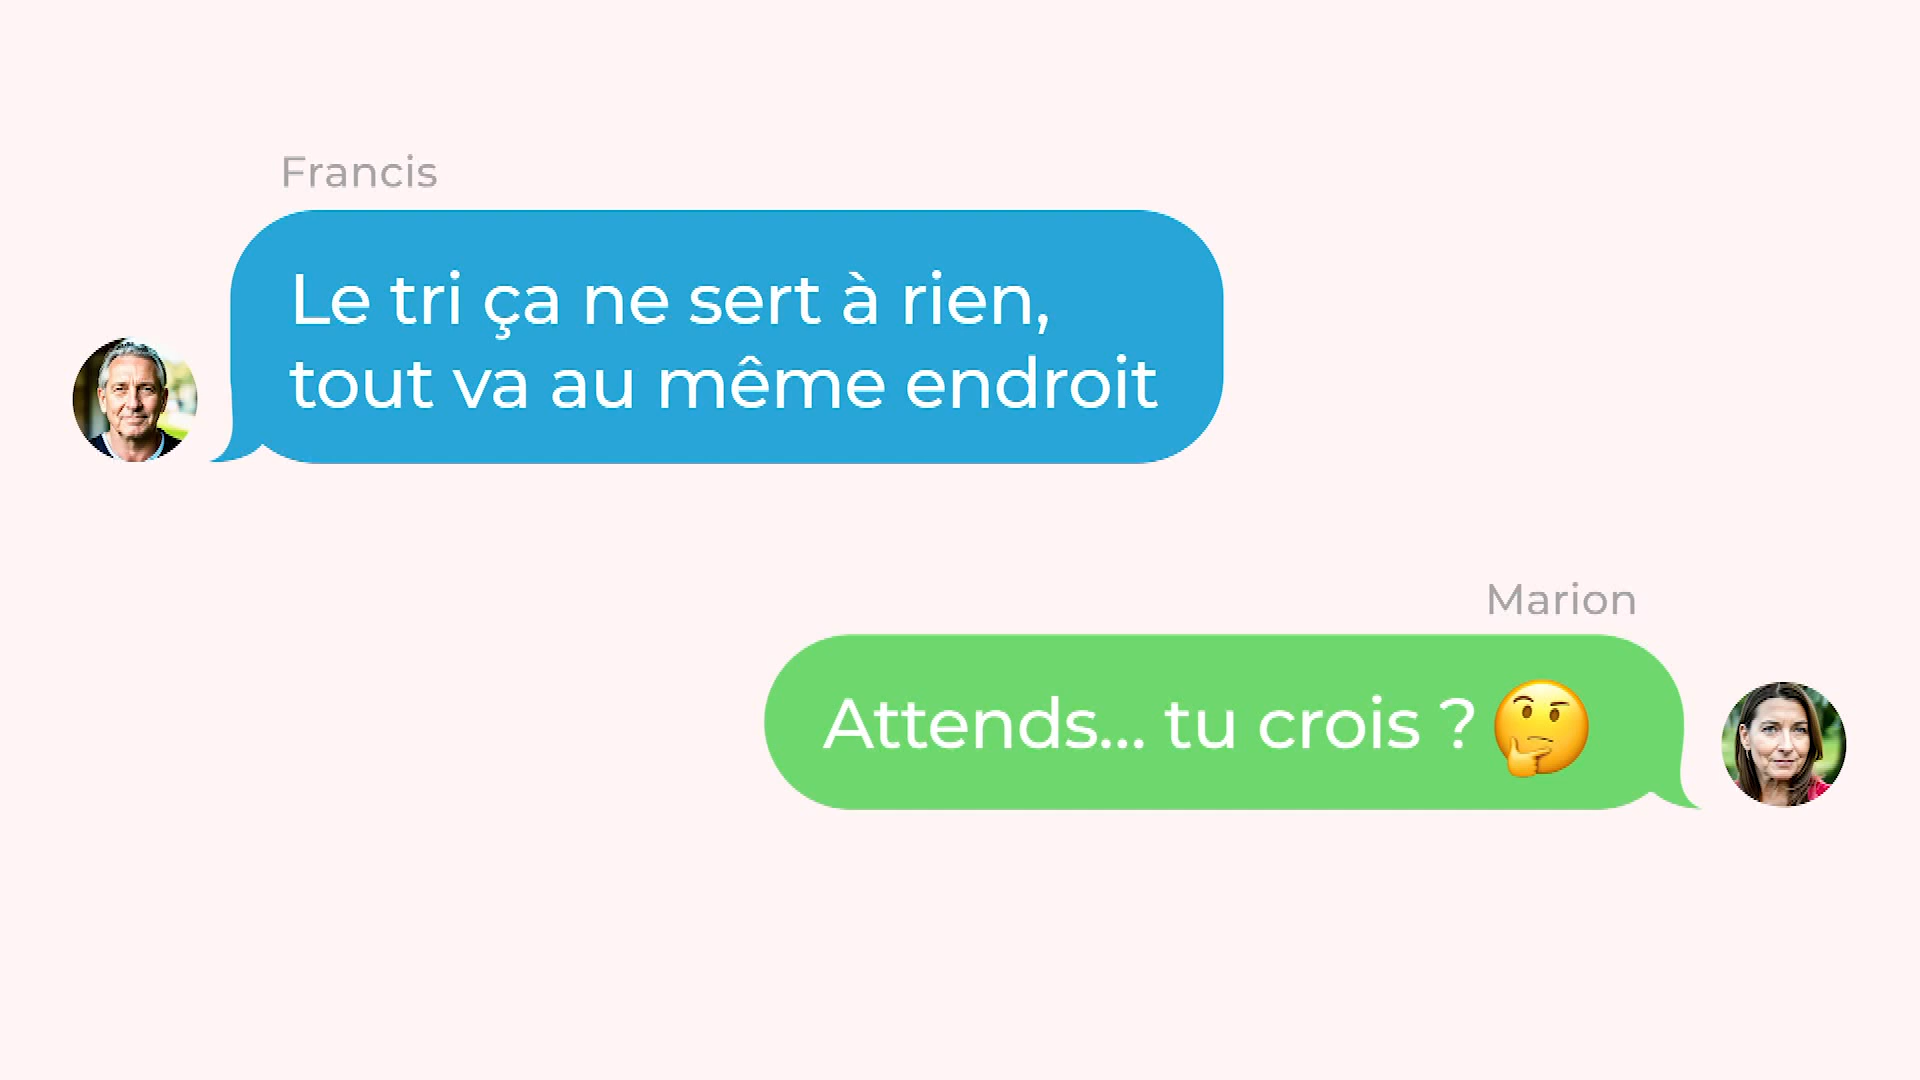 Francis
Le tri ça ne sert à rien,
tout va au même endroit
Marion
Attends... tu crois ? 🤔